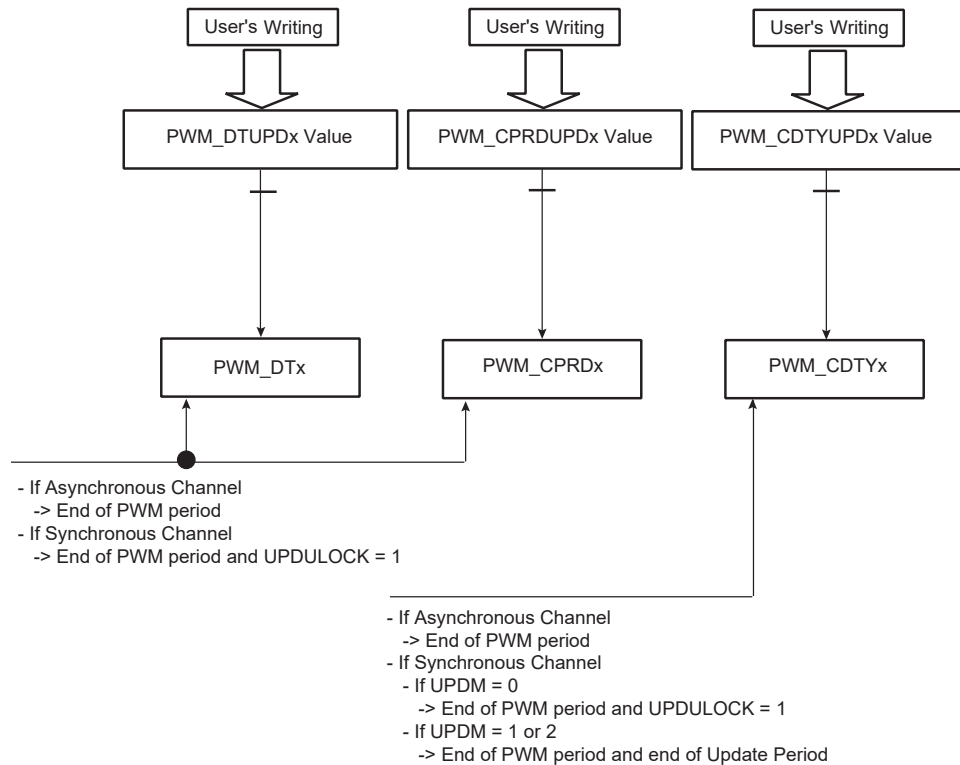 User's Writing
User's Writing
User's Writing
PWM_DTUPDx Value
PWM_CPRDUPDx Value
PWM_CDTYUPDx Value
PWM_DTx
PWM_CPRDx
PWM_CDTYx
- If Asynchronous Channel
-> End of PWM period
- If Synchronous Channel
-> End of PWM period and UPDULOCK = 1
- If Asynchronous Channel
-> End of PWM period
- If Synchronous Channel
- If UPDM = 0
-> End of PWM period and UPDULOCK = 1
- If UPDM = 1 or 2
-> End of PWM period and end of Update Period